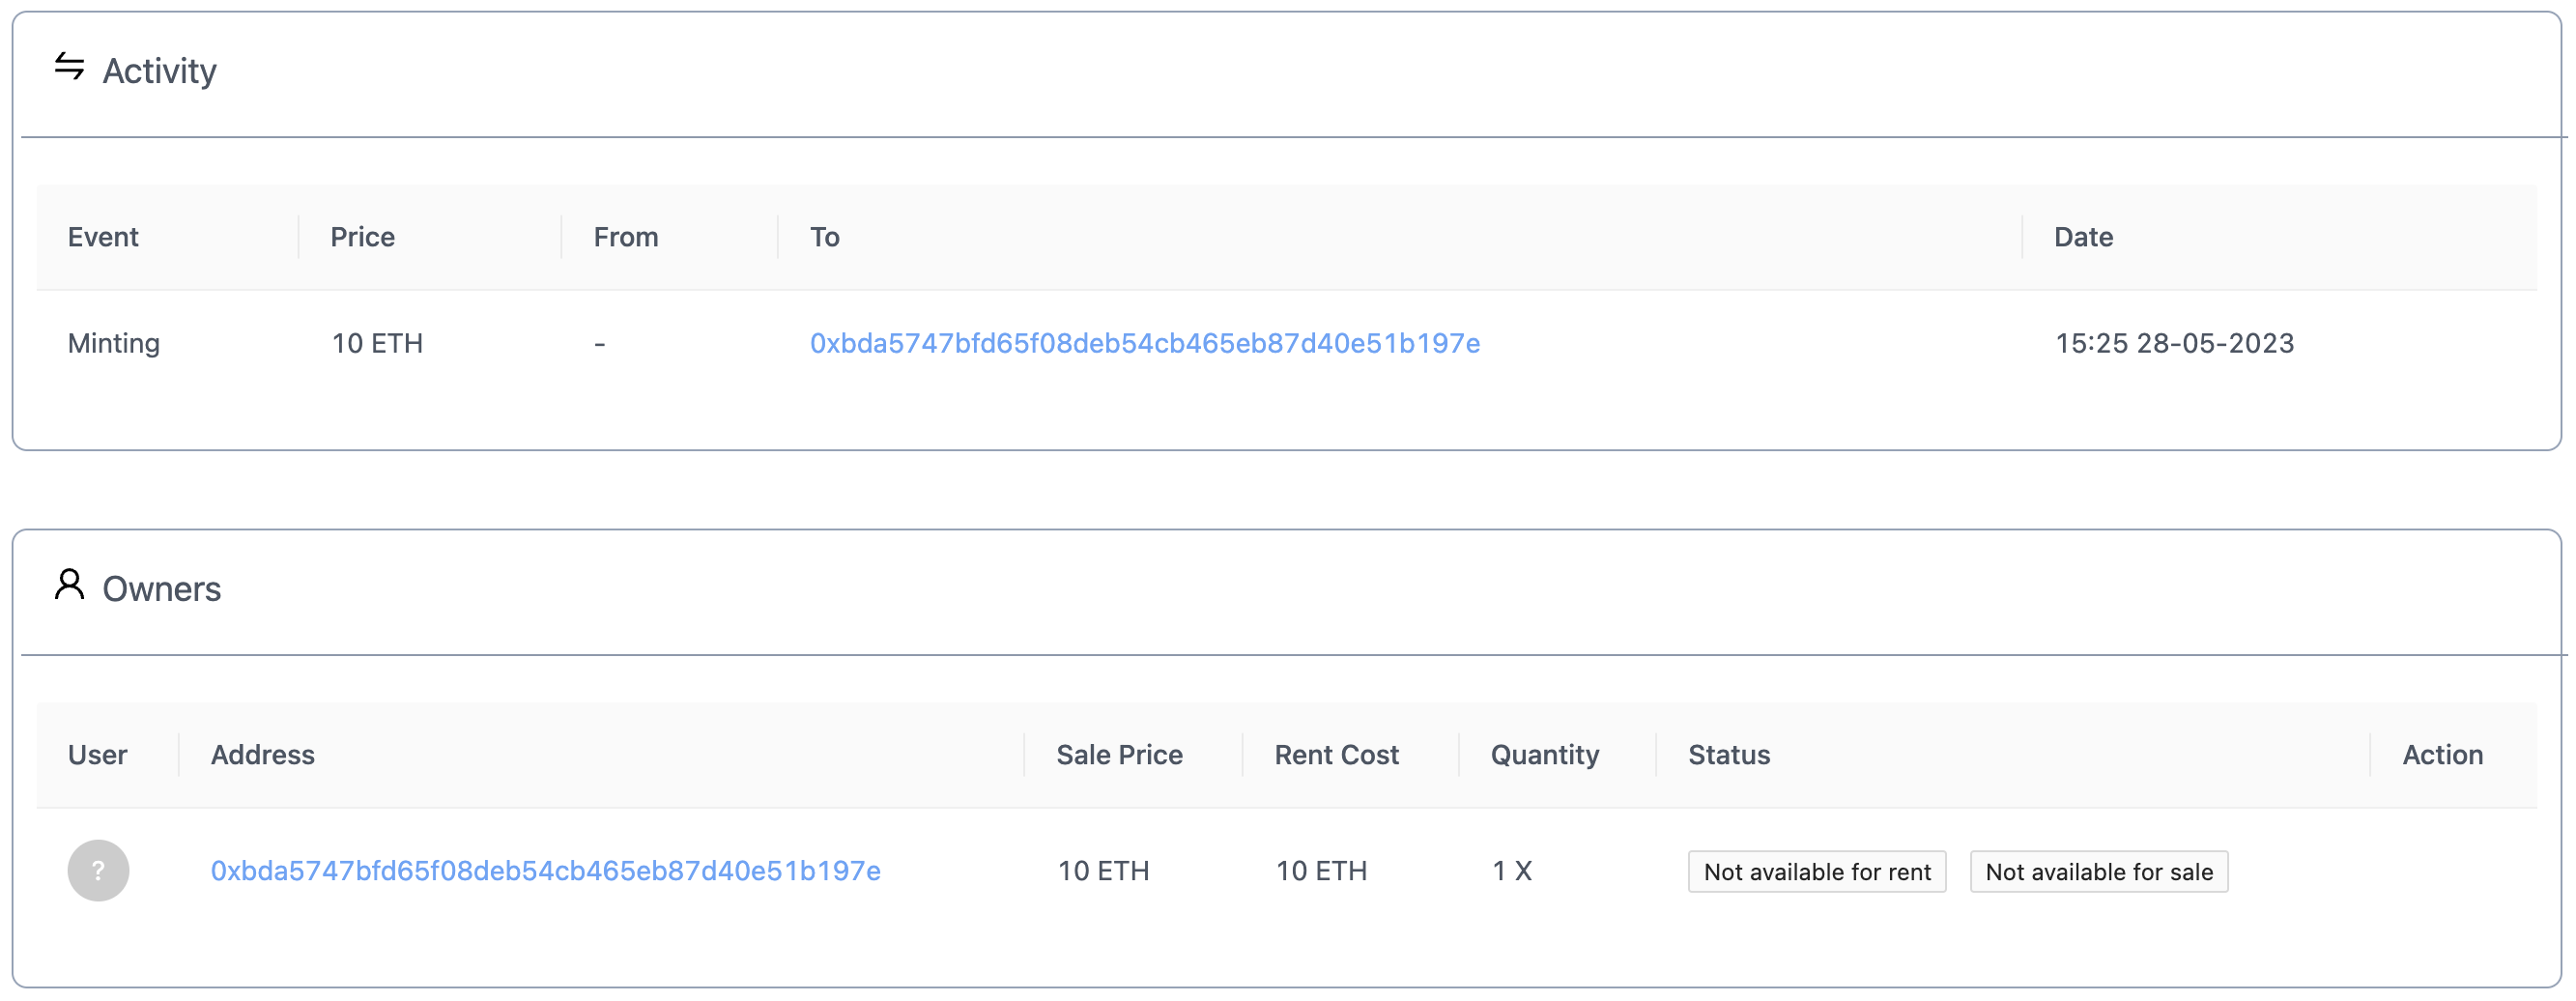 Activity
Event Price From To Date
Minting 10 ETH - 0xbda5747bfd65f08deb54cb465eb87d40e51b197e 15:25 28-05-2023
Owners
User Address Sale Price Rent Cost Quantity Status Action
? 0xbda5747bfd65f08deb54cb465eb87d40e51b197e 10 ETH 10 ETH 1 X Not available for rent Not available for sale